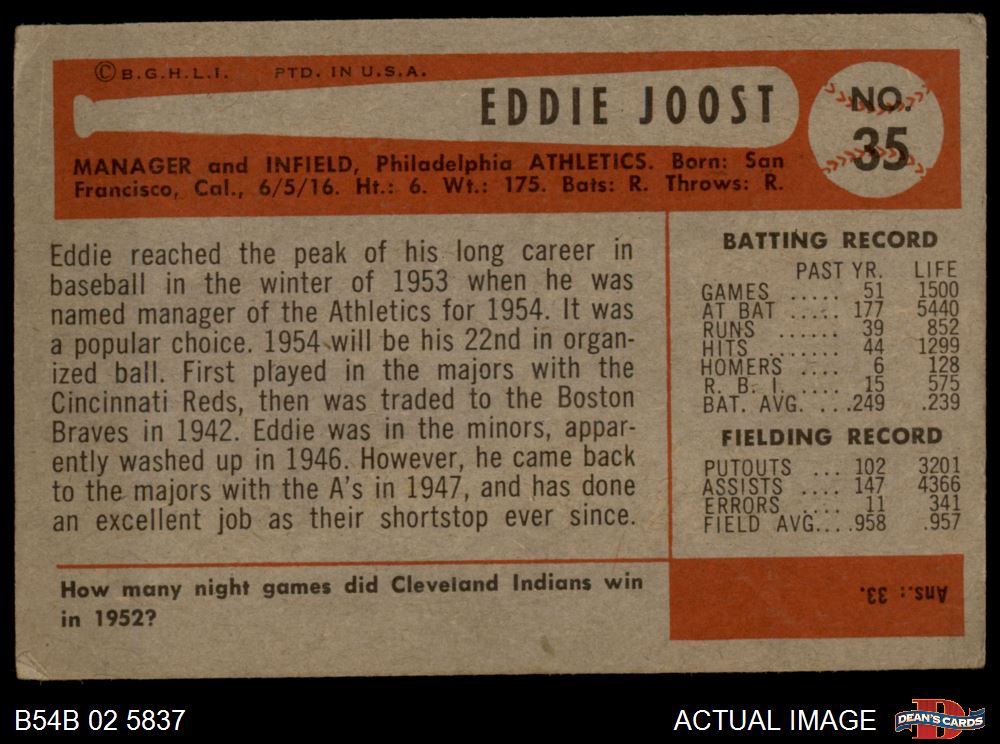 © B.G.H.L.I. PTD. IN U.S.A.
EDDIE JOOST
NO.
35
MANAGER and INFIELD, Philadelphia ATHLETICS. Born: San
Francisco, Cal., 6/5/16. Ht.: 6. Wt.: 175. Bats: R. Throws: R.
Eddie reached the peak of his long career in
baseball in the winter of 1953 when he was
named manager of the Athletics for 1954. It was
a popular choice. 1954 will be his 22nd in organ-
ized ball. First played in the majors with the
Cincinnati Reds, then was traded to the Boston
Braves in 1942. Eddie was in the minors, appar-
ently washed up in 1946. However, he came back
to the majors with the A's in 1947, and has done
an excellent job as their shortstop ever since.
How many night games did Cleveland Indians win
in 1952?
BATTING RECORD
PAST YR. LIFE
GAMES ..... 51 1500
AT BAT ..... 177 5440
RUNS ...... 39 852
HITS ....... 44 1299
HOMERS .... 6 128
R. B. I. .... 15 575
BAT. AVG. ... .249 .239
FIELDING RECORD
PUTOUTS ... 102 3201
ASSISTS .... 147 4366
ERRORS .... 11 341
FIELD AVG.... .958 .957
Ans.: 33.
B54B 02 5837
ACTUAL IMAGE
D
DEAN'S CARDS